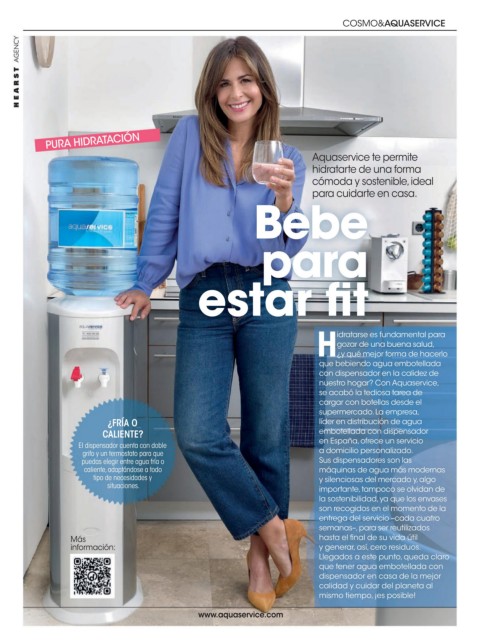 COSMO&AQUASERVICE
HEARST AGENCY
PURA HIDRATACIÓN
Aquaservice te permite
hidratarte de una forma
cómoda y sostenible, ideal
para cuidarte en casa.
Bebe
para
estar fit
aquaservice
aquaservice
Hidratarse es fundamental para
gozar de una buena salud,
¿y qué mejor forma de hacerlo
que bebiendo agua embotellada
con dispensador en la calidez de
nuestro hogar? Con Aquaservice,
se acabó la tediosa tarea de
cargar con botellas desde el
supermercado. La empresa,
líder en distribución de agua
embotellada con dispensador
en España, ofrece un servicio
a domicilio personalizado.
Sus dispensadores son las
máquinas de agua más modernas
y silenciosas del mercado y, algo
importante, tampoco se olvidan de
la sostenibilidad, ya que los envases
son recogidos en el momento de la
entrega del servicio –cada cuatro
semanas–, para ser reutilizados
hasta el final de su vida útil
y generar, así, cero residuos.
Llegados a este punto, queda claro
que tener agua embotellada con
dispensador en casa de la mejor
calidad y cuidar del planeta al
mismo tiempo, ¡es posible!
¿FRÍA O
CALIENTE?
El dispensador cuenta con doble
grifo y un termostato para que
puedas elegir entre agua fría o
caliente, adaptándose a todo
tipo de necesidades y
situaciones.
Más
información:
www.aquaservice.com